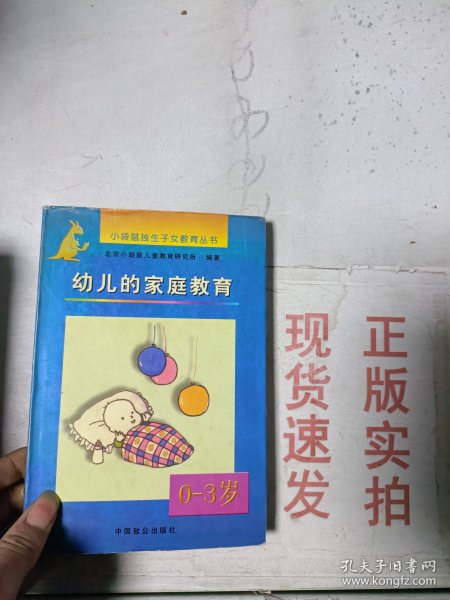 小袋鼠独生子女教育丛书
北京小袋鼠儿童教育研究所 编著
幼儿的家庭教育
0-3岁
中国致公出版社
正版实拍
现货速发
孔夫子旧书网
www.kongfz.com